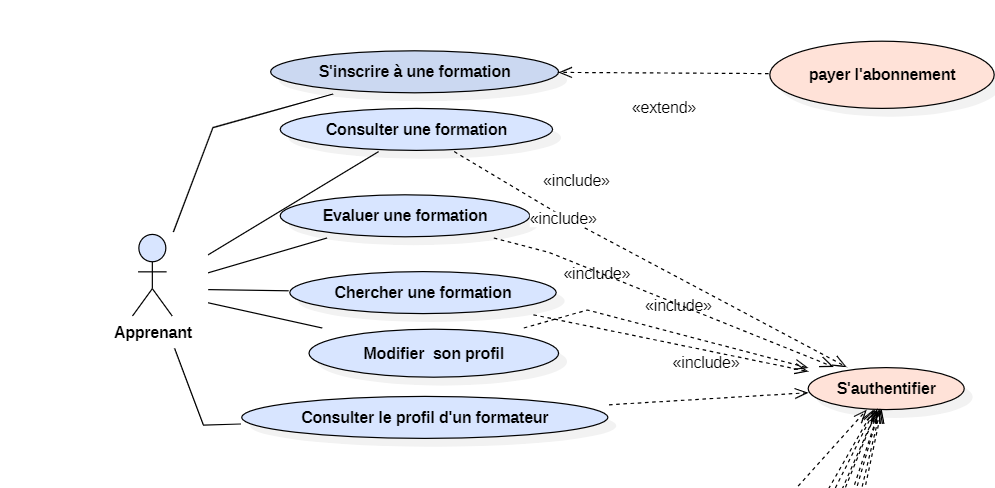 S'inscrire à une formation
payer l'abonnement
«extend»
Consulter une formation
«include»
Evaluer une formation
«include»
«include»
Chercher une formation
«include»
Apprenant
Modifier son profil
«include»
S'authentifier
Consulter le profil d'un formateur